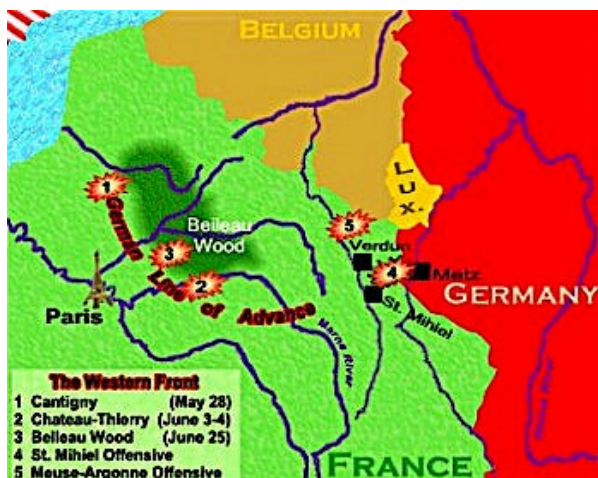 BELGIUM
LUX.
1
German Line of Advance
Belleau
Wood
3
2
5
Verdun
4
Metz
St. Mihiel
GERMANY
Paris
Marne River
Rhine River
The Western Front
1 Cantigny (May 28)
2 Chateau-Thierry (June 3-4)
3 Belleau Wood (June 25)
4 St. Mihiel Offensive
5 Meuse-Argonne Offensive
FRANCE